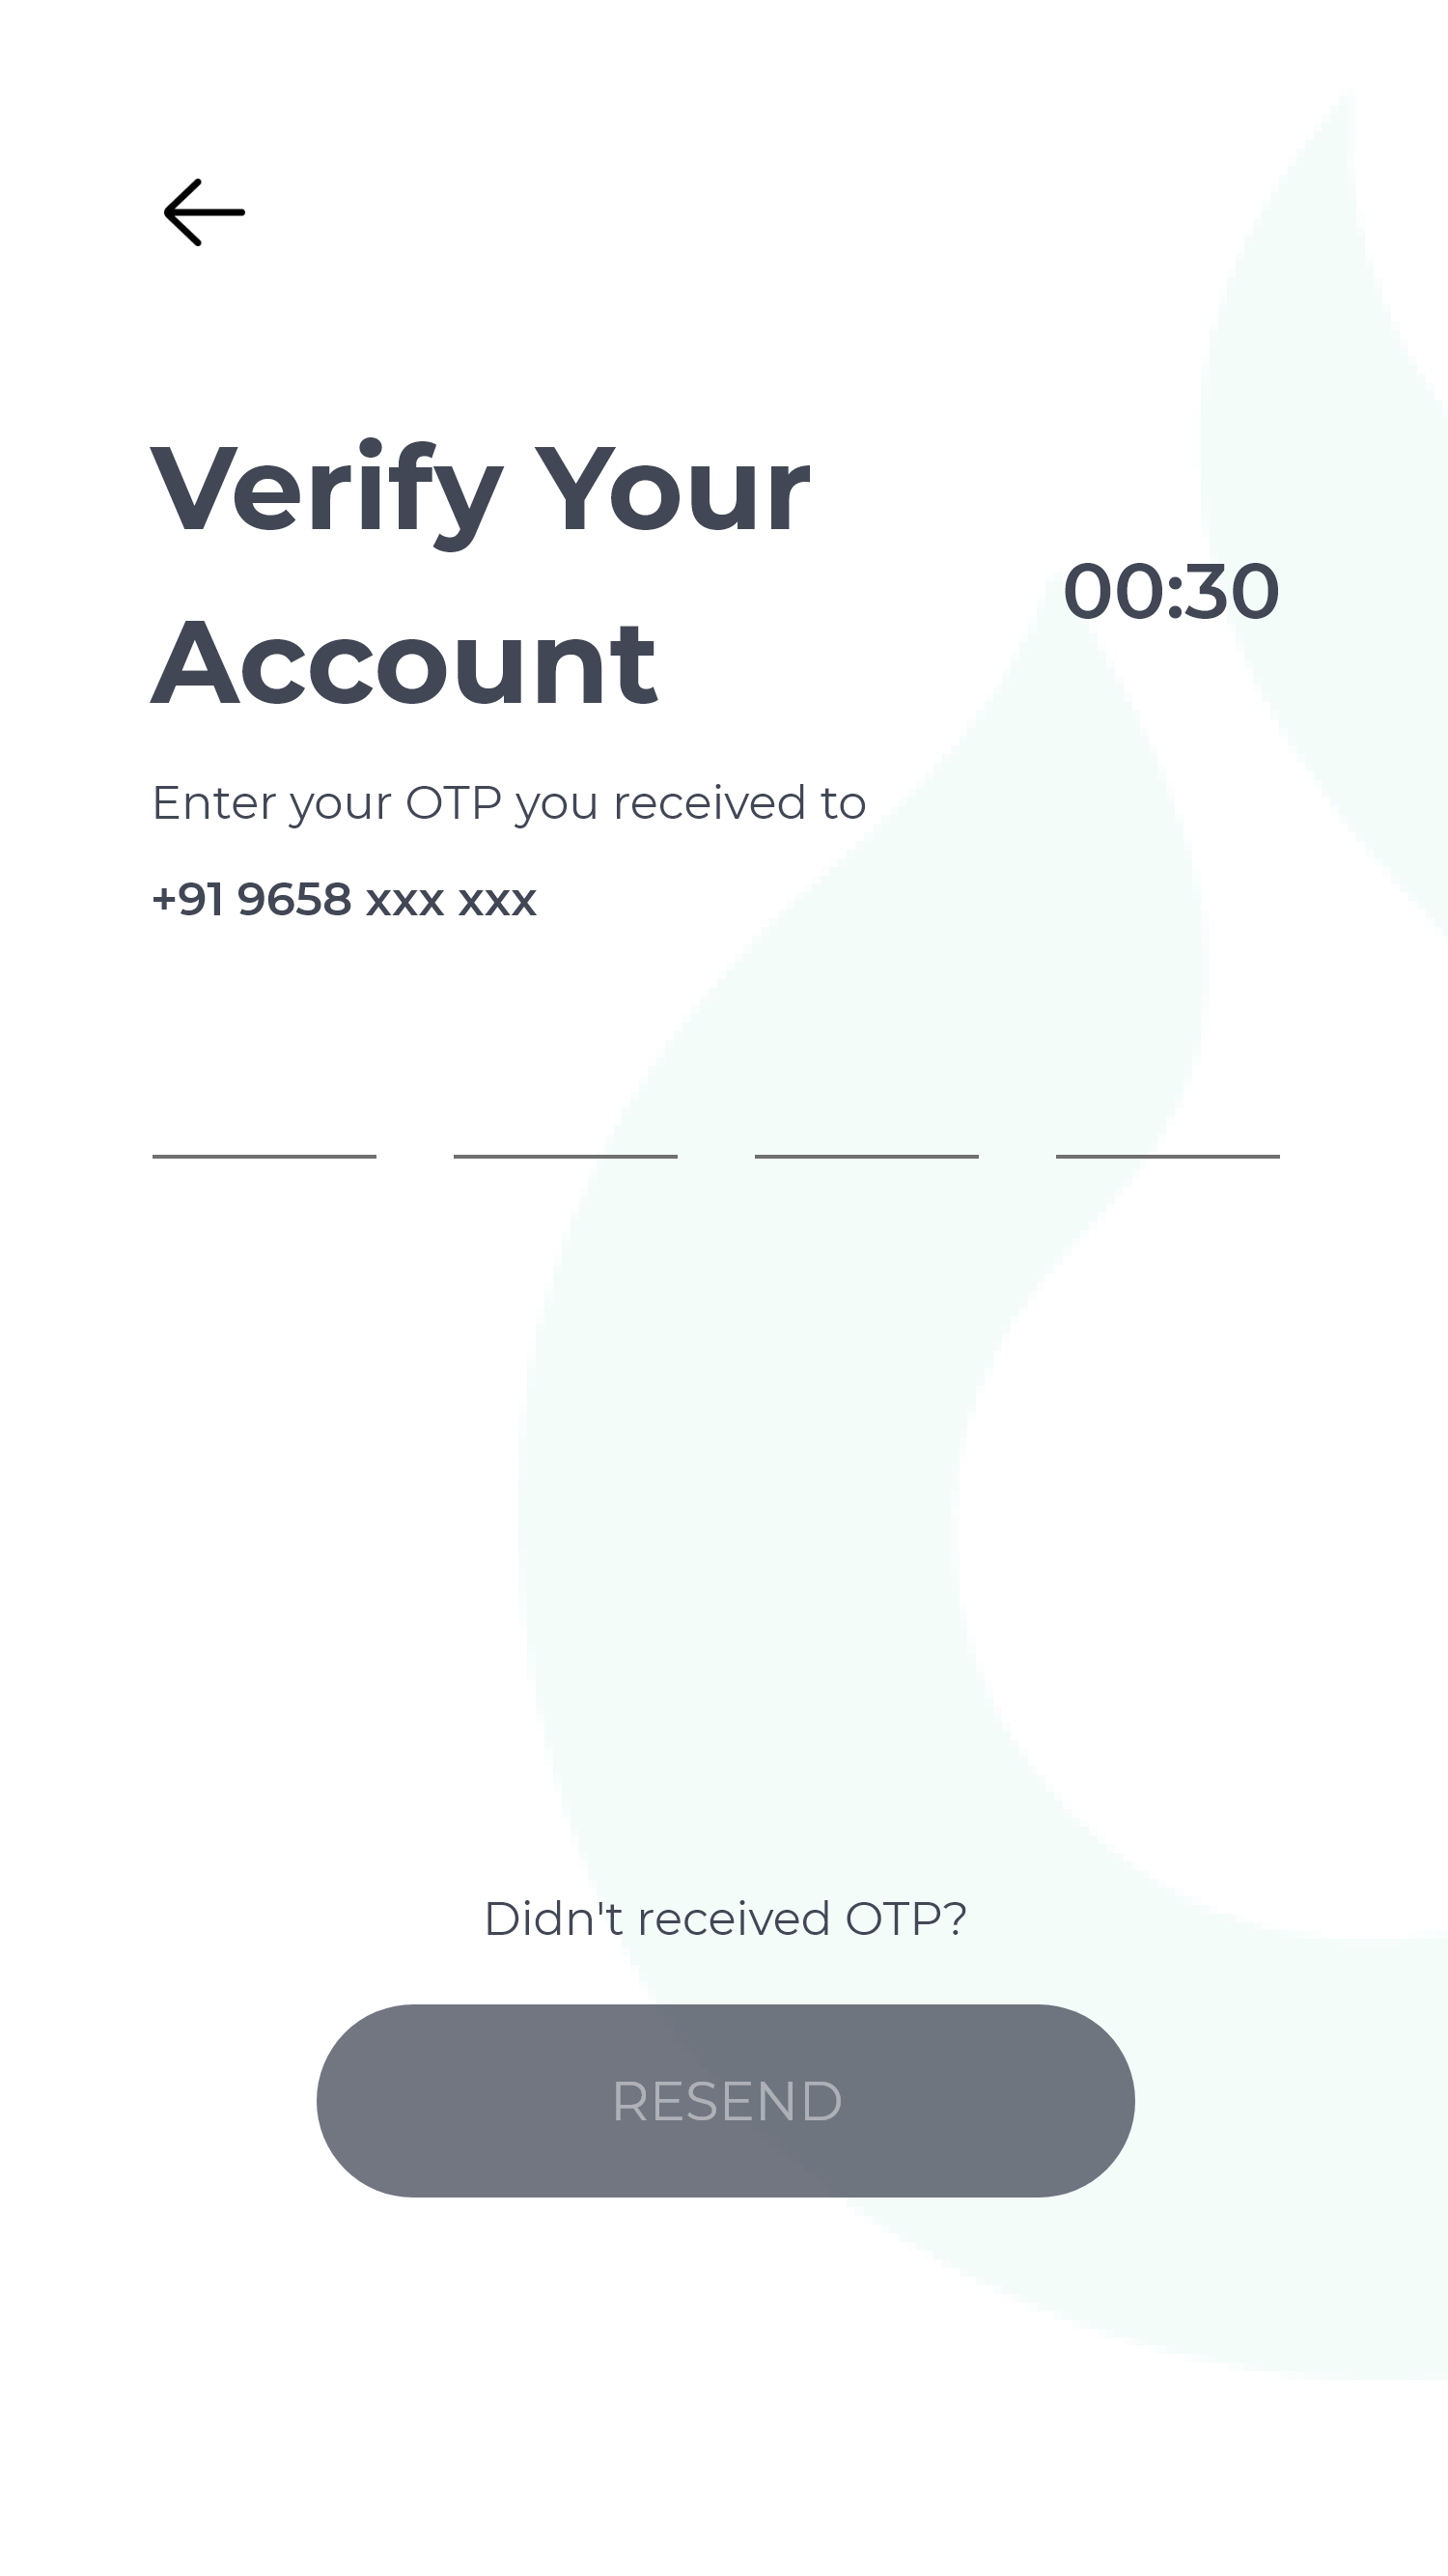 Verify Your
Account
00:30
Enter your OTP you received to
+91 9658 xxx xxx
Didn't received OTP?
RESEND